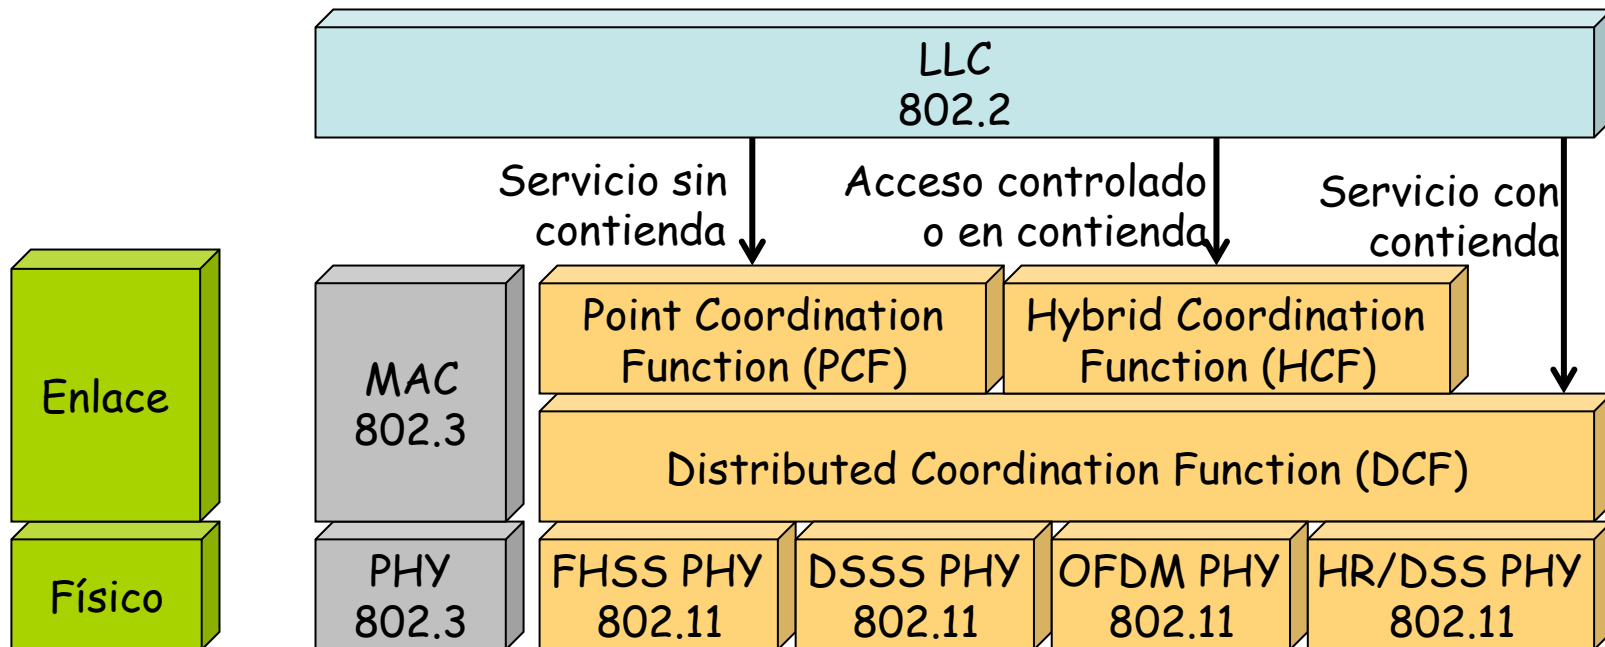 LLC
802.2
Servicio sin
contienda
Acceso controlado
o en contienda
Servicio con
contienda
Enlace
MAC
802.3
Point Coordination
Function (PCF)
Hybrid Coordination
Function (HCF)
Distributed Coordination Function (DCF)
Físico
PHY
802.3
FHSS PHY
802.11
DSSS PHY
802.11
OFDM PHY
802.11
HR/DSS PHY
802.11